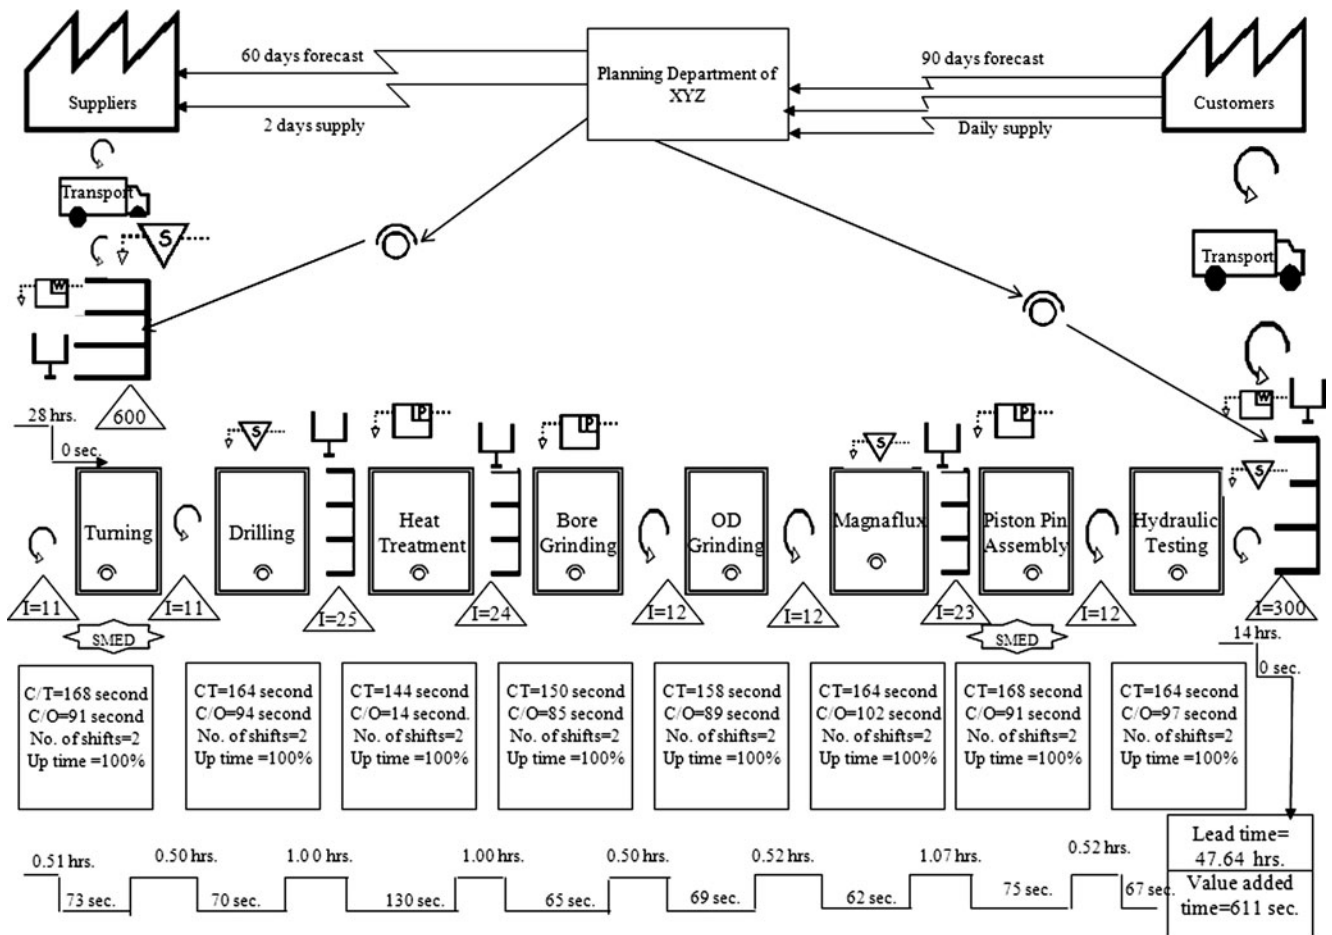 60 days forecast
Planning Department of
XYZ
90 days forecast
Suppliers
Customers
2 days supply
Daily supply
Transport
S
Transport
W
600
28 hrs.
0 sec.
S
P
P
S
P
W
S
Turning
Drilling
Heat
Treatment
Bore
Grinding
OD
Grinding
Magnaflux
Piston Pin
Assembly
Hydraulic
Testing
I=11
I=11
I=25
I=24
I=12
I=12
I=23
I=12
I=300
SMED
SMED
14 hrs.
0 sec.
C/T=168 second
C/O=91 second
No. of shifts=2
Up time =100%
CT=164 second
C/O=94 second
No. of shifts=2
Up time =100%
CT=144 second
C/O=14 second.
No. of shifts=2
Up time =100%
CT=150 second
C/O=85 second
No. of shifts=2
Up time =100%
CT=158 second
C/O=89 second
No. of shifts=2
Up time =100%
CT=164 second
C/O=102 second
No. of shifts=2
Up time =100%
CT=168 second
C/O=91 second
No. of shifts=2
Up time =100%
CT=164 second
C/O=97 second
No. of shifts=2
Up time =100%
0.51 hrs.
0.50 hrs.
1.00 hrs.
1.00 hrs.
0.50 hrs.
0.52 hrs.
1.07 hrs.
0.52 hrs.
73 sec.
70 sec.
130 sec.
65 sec.
69 sec.
62 sec.
75 sec.
67 sec.
Lead time=
47.64 hrs.
Value added
time=611 sec.